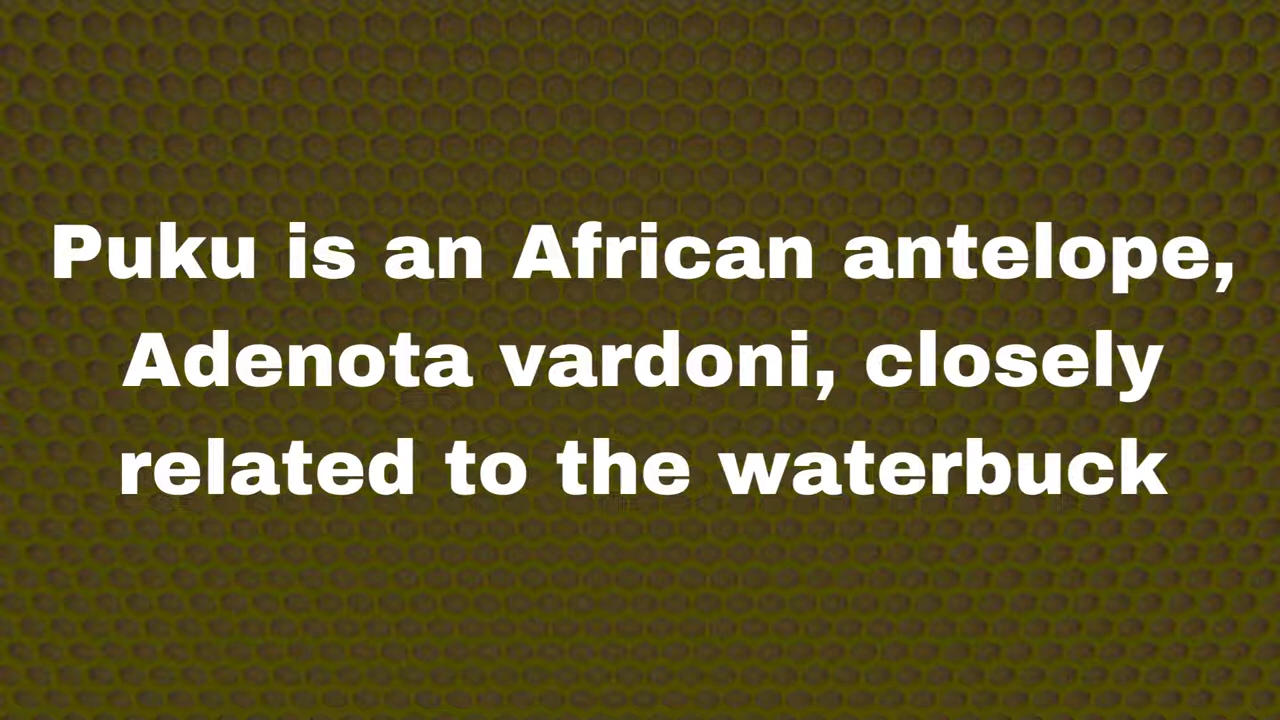 Puku is an African antelope,
Adenota vardoni, closely
related to the waterbuck